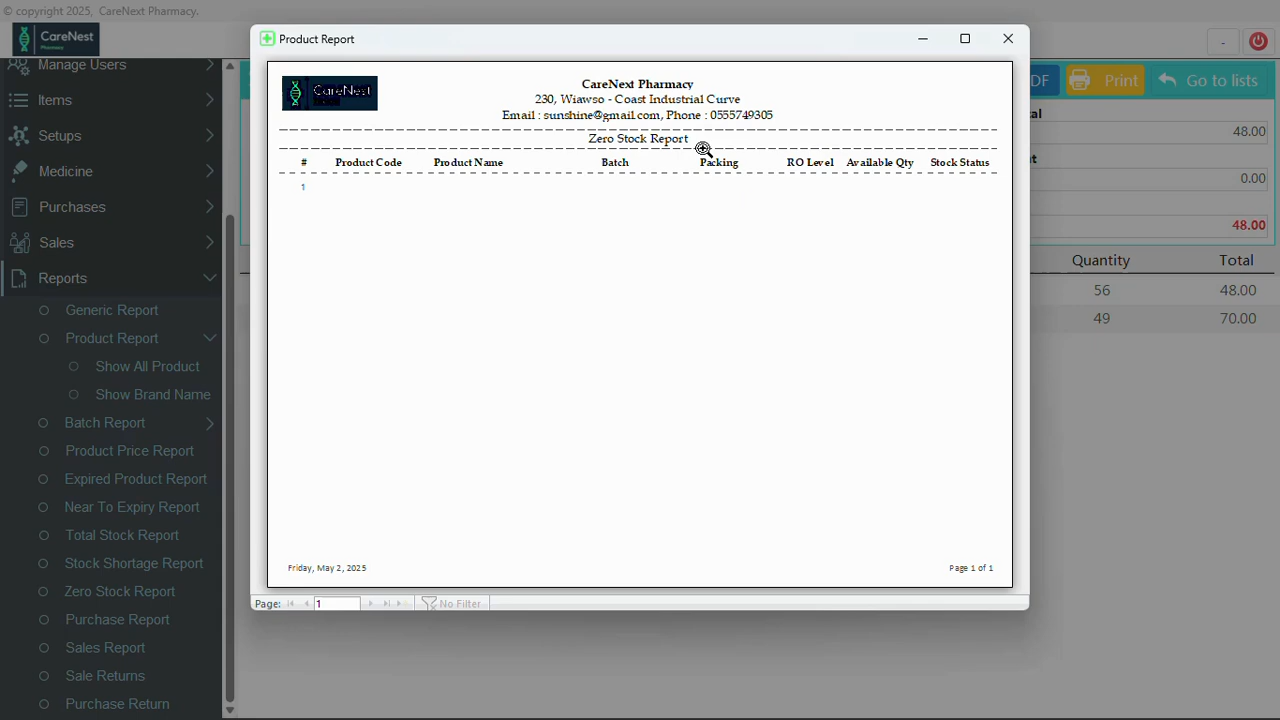 © copyright 2025, CareNext Pharmacy.
CareNest
Pharmacy
-
Product Report
Manage Users
Items
Setups
Medicine
Purchases
Sales
Reports
Generic Report
Product Report
Show All Product
Show Brand Name
Batch Report
Product Price Report
Expired Product Report
Near To Expiry Report
Total Stock Report
Stock Shortage Report
Zero Stock Report
Purchase Report
Sales Report
Sale Returns
Purchase Return
CareNest
CareNext Pharmacy
230, Wiawso - Coast Industrial Curve
Email : sunshine@gmail.com, Phone : 0555749305
Zero Stock Report
# Product Code Product Name Batch Packing RO Level Available Qty Stock Status
1
Friday, May 2, 2025 Page 1 of 1
Page: 1 No Filter
DF Print Go to lists
al
48.00
t
0.00
48.00
Quantity Total
56 48.00
49 70.00